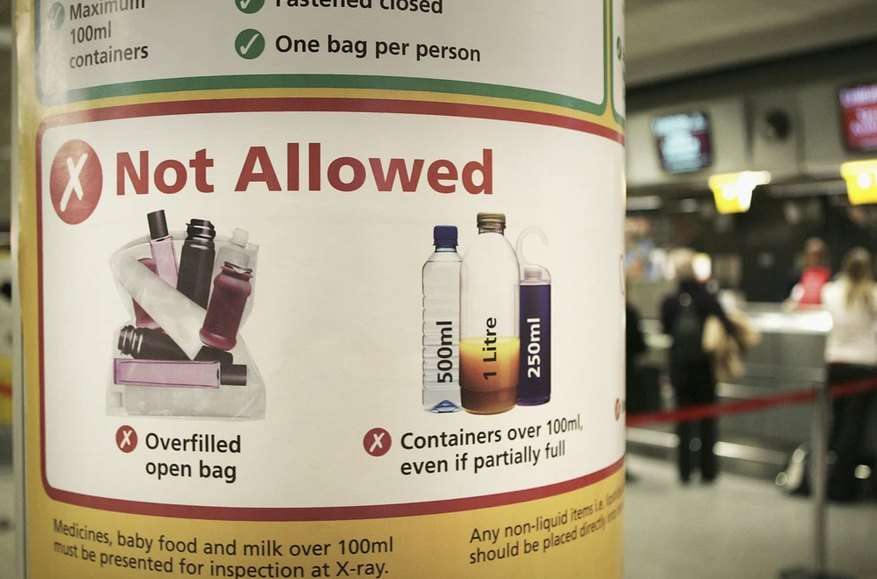 Maximum
100ml
containers
Fastened closed
One bag per person
Not Allowed
500ml
1 Litre
250ml
Overfilled
open bag
Containers over 100ml,
even if partially full
Medicines, baby food and milk over 100ml
must be presented for inspection at X-ray.
Any non-liquid items i.e.
should be placed directly